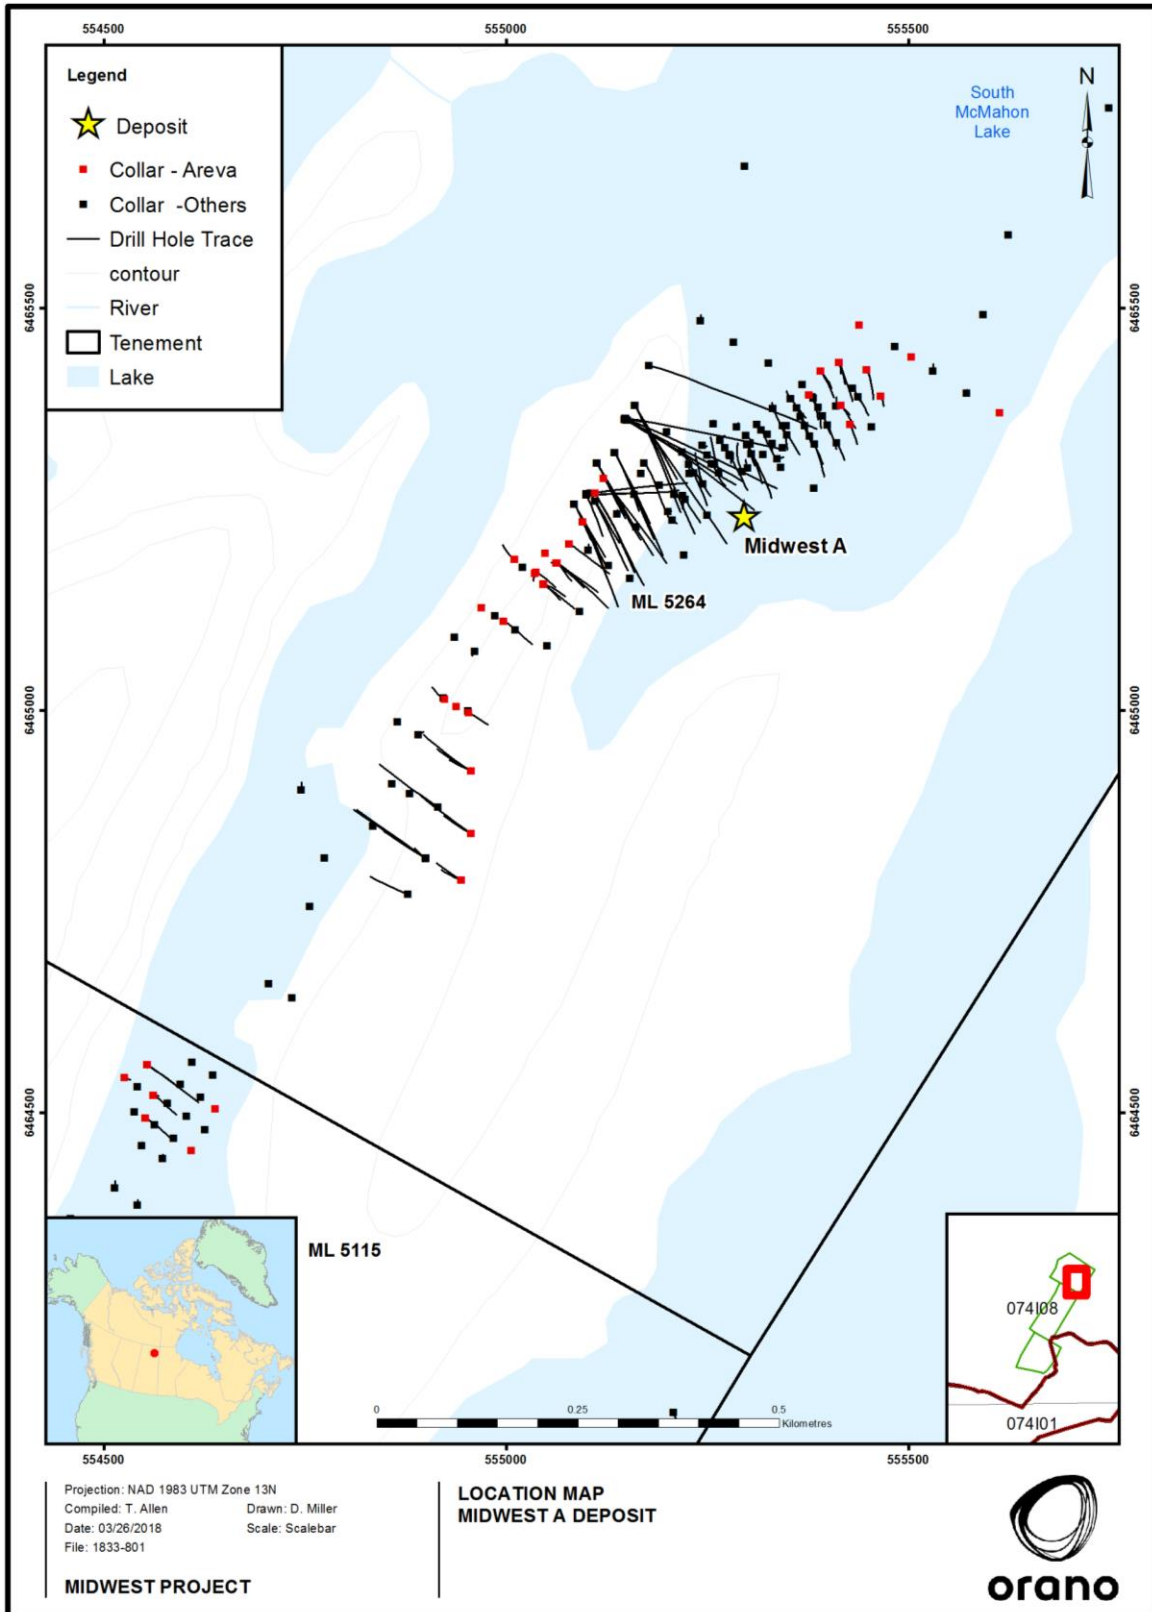 554500
555000
555500
Legend
Deposit
Collar - Areva
Collar -Others
Drill Hole Trace
contour
River
Tenement
Lake
South
McMahon
Lake
N
6465500
6465500
Midwest A
ML 5264
6465000
6465000
6464500
6464500
ML 5115
074I08
074I01
0
0.25
0.5
Kilometres
554500
555000
555500
Projection: NAD 1983 UTM Zone 13N
Compiled: T. Allen Drawn: D. Miller
Date: 03/26/2018 Scale: Scalebar
File: 1833-801
MIDWEST PROJECT
LOCATION MAP
MIDWEST A DEPOSIT
orano